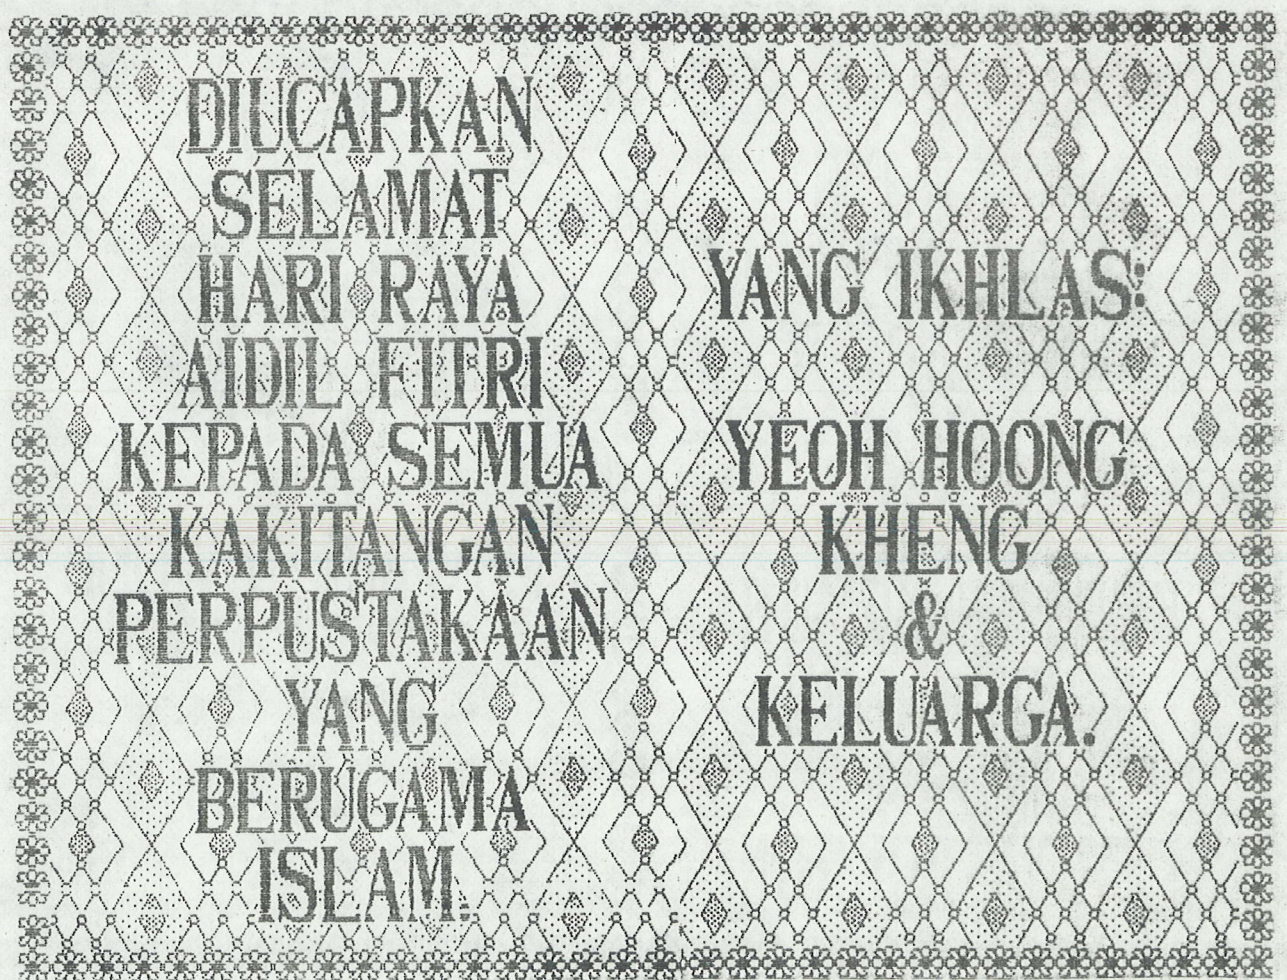 DIUCAPKAN
SELAMAT
HARI RAYA
AIDIL FITRI
KEPADA SEMUA
KAKITANGAN
PERPUSTAKAAN
YANG
BERUGAMA
ISLAM.
YANG IKHLAS:
YEOH HOONG
KHENG
&
KELUARGA.